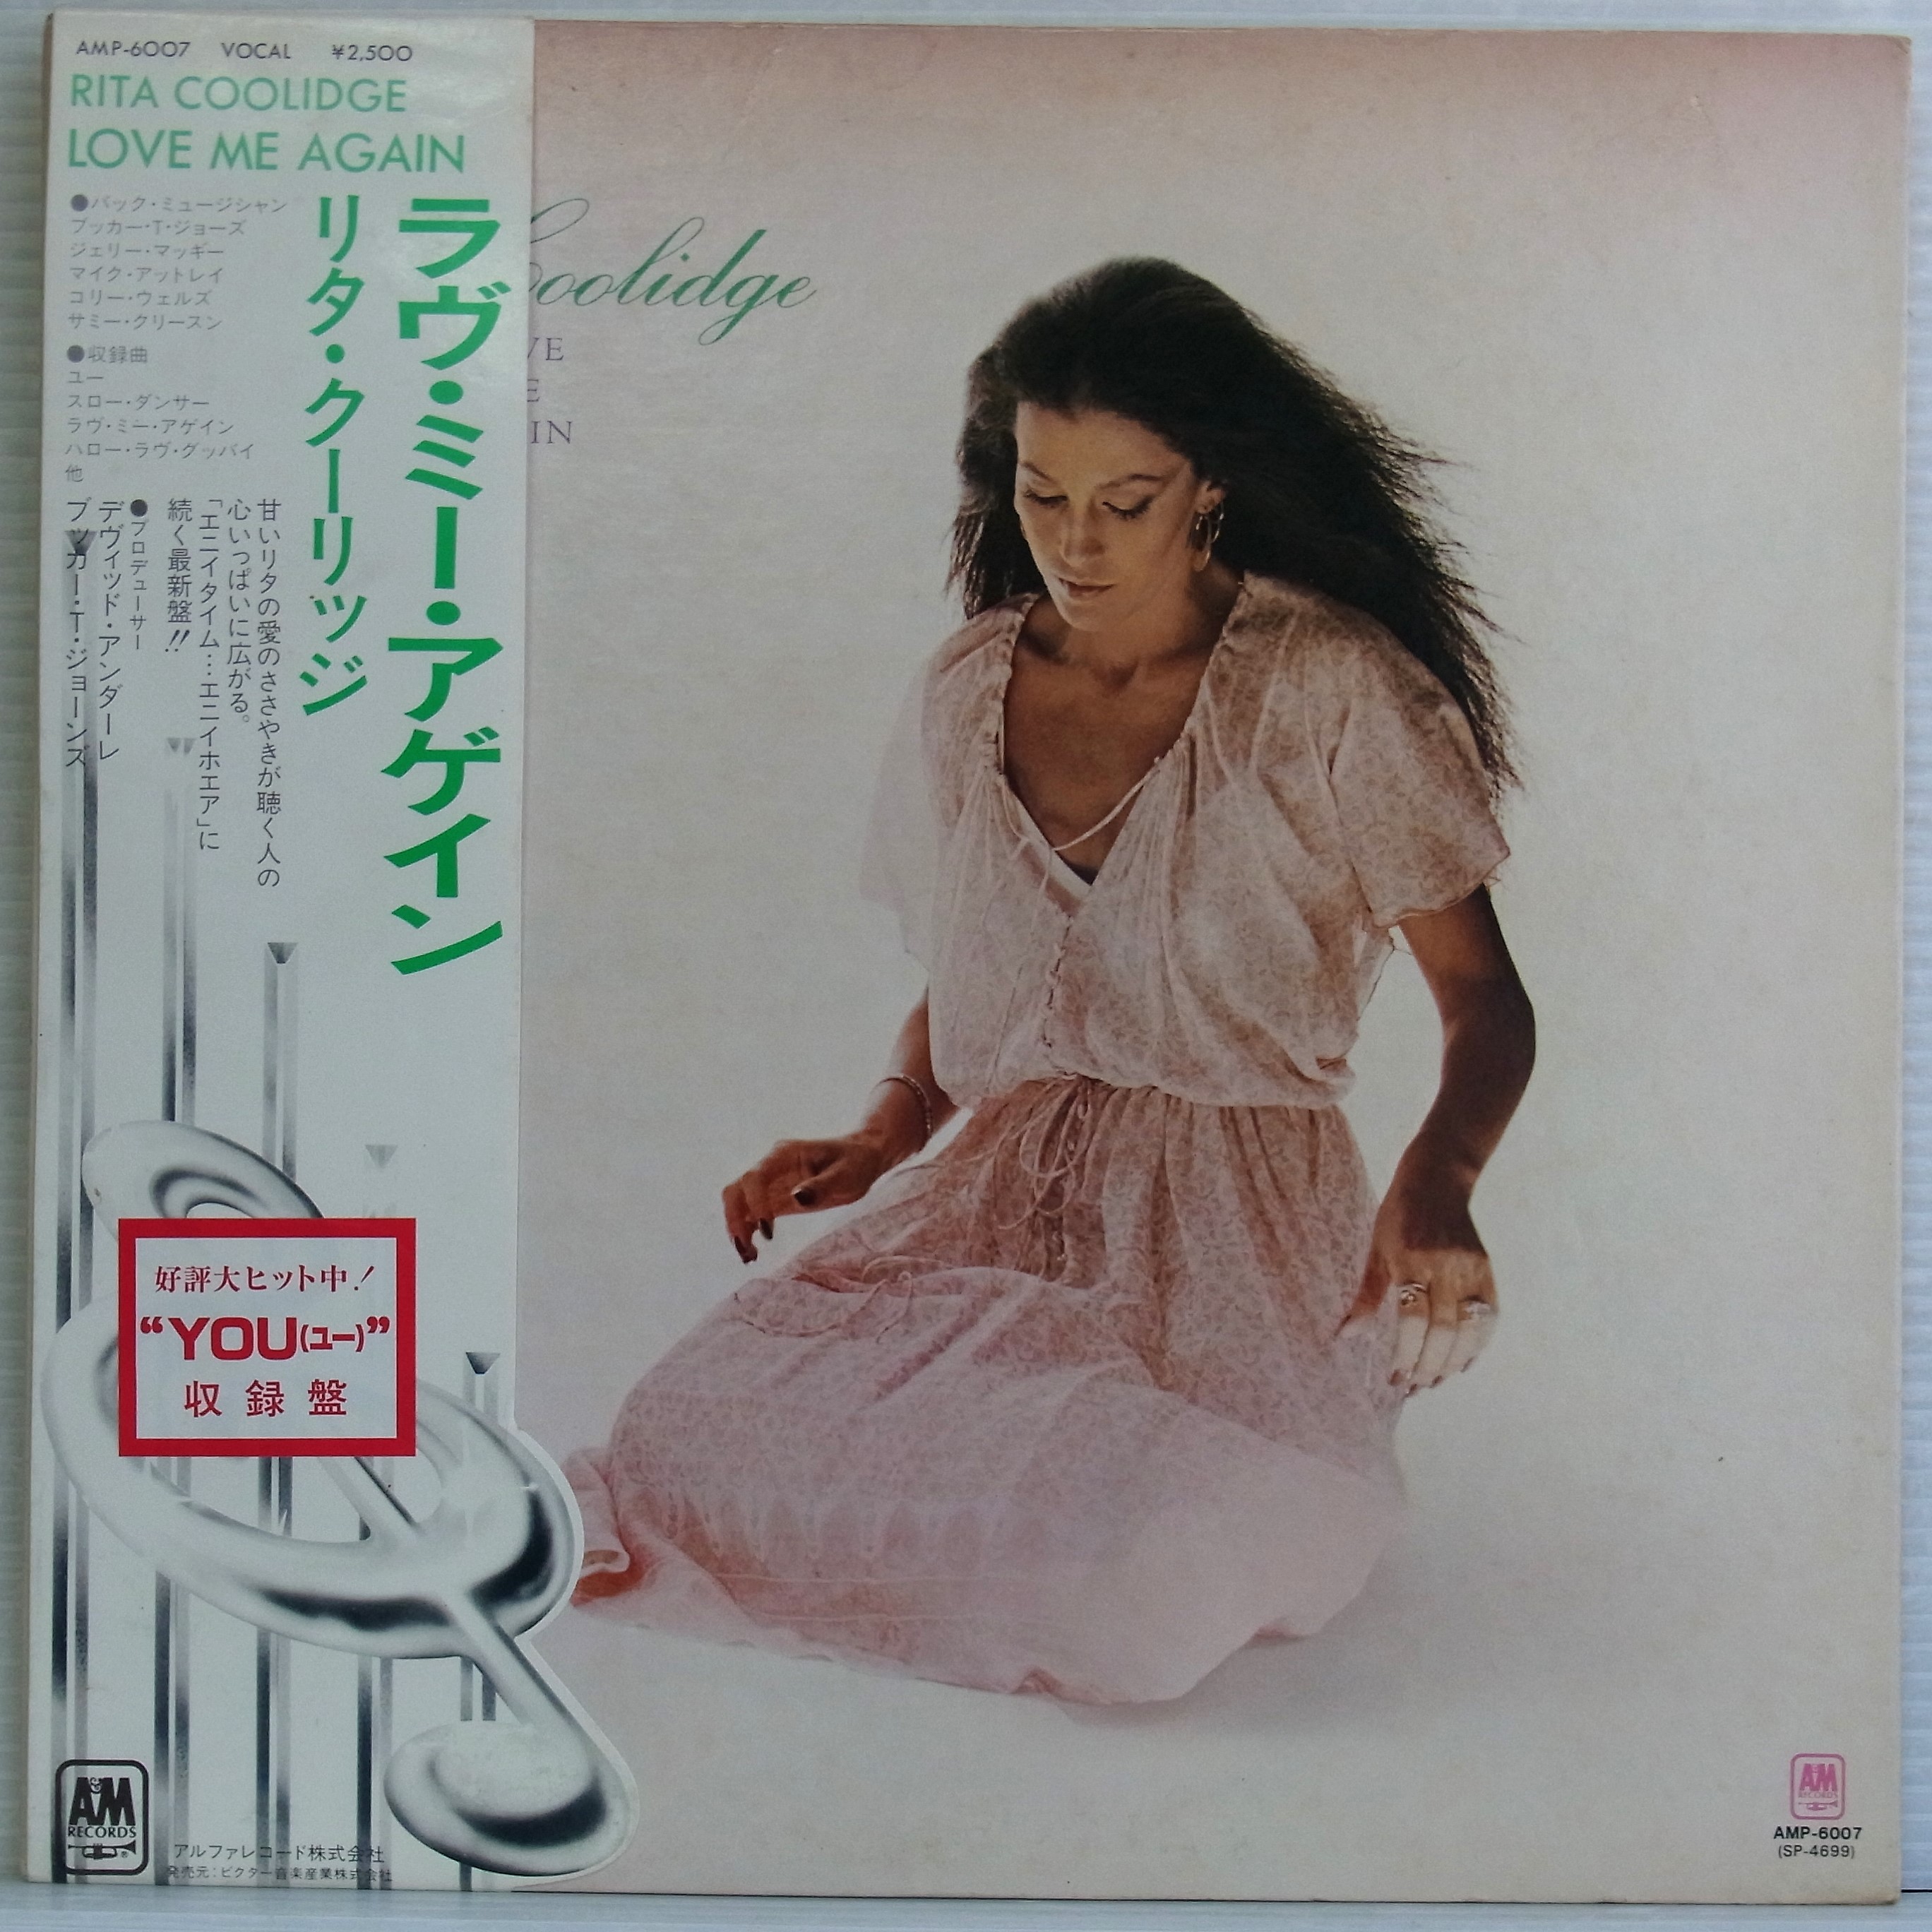 AMP-6007 VOCAL ¥2,500
RITA COOLIDGE
LOVE ME AGAIN
ラヴ・ミー・アゲイン
リタ・クーリッジ
●バック・ミュージシャン
ブッカー・T・ジョーズ
ジェリー・マッギー
マイク・アットレイ
コリー・ウェルズ
サミー・クリースン
●収録曲
ユー
スロー・ダンサー
ラヴ・ミー・アゲイン
ハロー・ラヴ・グッバイ
他
甘いリタの愛のささやきが聴く人の
心いっぱいに広がる。
「エニイタイム…エニイホエア」に
続く最新盤!!
●プロデューサー
デヴィッド・アンダーレ
ブッカー・T・ジョーンズ
好評大ヒット中!
“YOU(ユー)”
収録盤
A&M
RECORDS
アルファレコード株式会社
発売元:ビクター音楽産業株式会社
Coolidge
VE
E
IN
A&M
RECORDS
AMP-6007
(SP-4699)